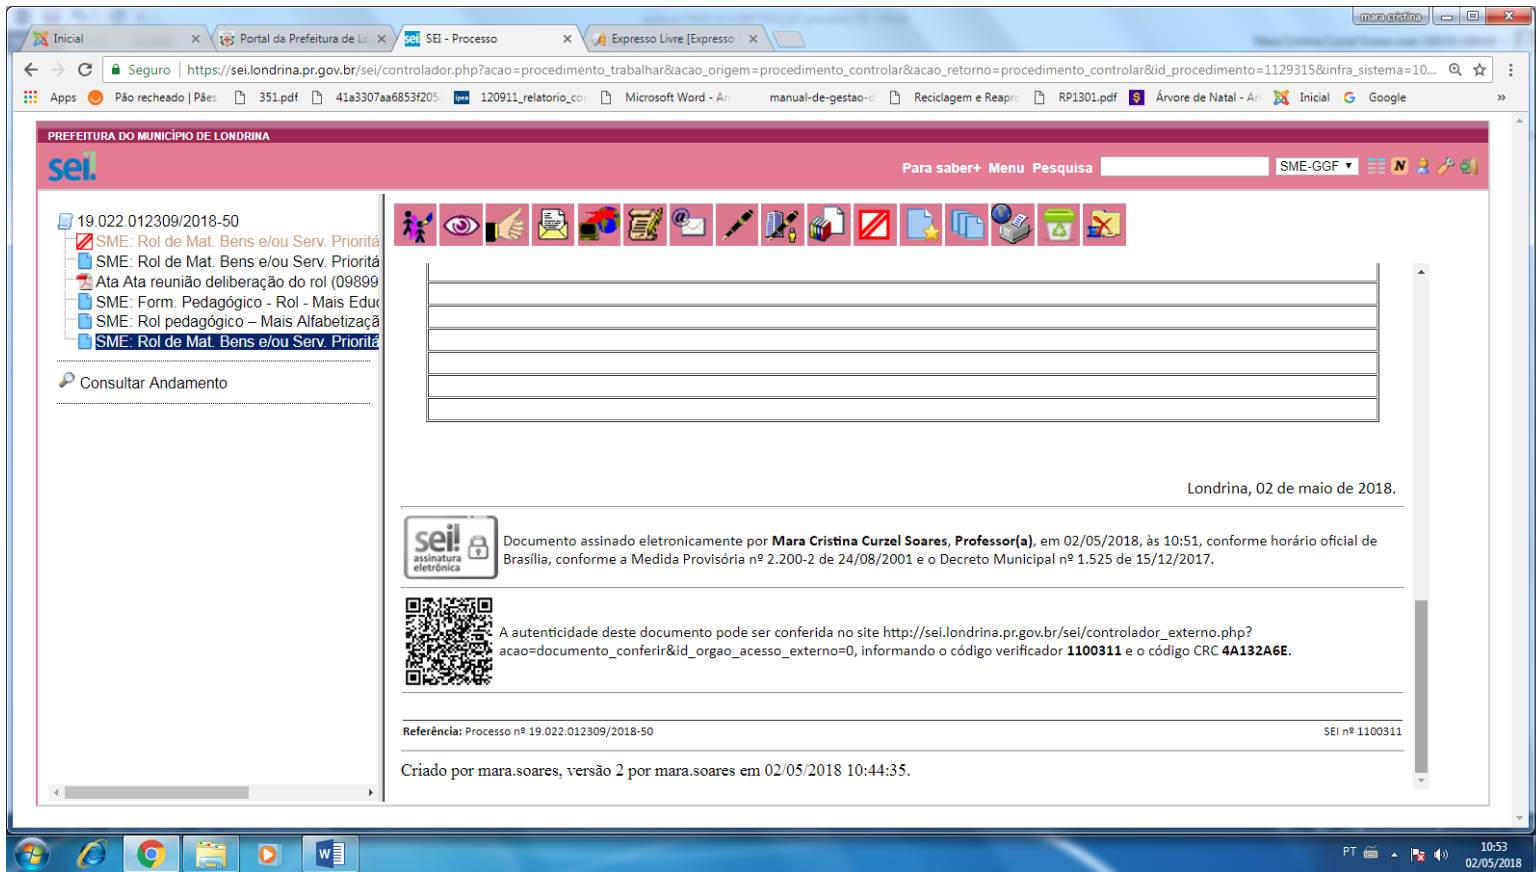 mara cristina
Inicial
Portal da Prefeitura de Lo
SEI - Processo
Expresso Livre [Expresso
Seguro | https://sei.londrina.pr.gov.br/sei/controlador.php?acao=procedimento_trabalhar&acao_origem=procedimento_controlar&acao_retorno=procedimento_controlar&id_procedimento=1129315&infra_sistema=10...
Apps Pão recheado | Pães 351.pdf 41a3307aa6853f205 120911_relatorio_co Microsoft Word - Ar manual-de-gestao-d Reciclagem e Reapro RP1301.pdf Árvore de Natal - Ar Inicial Google »
PREFEITURA DO MUNICÍPIO DE LONDRINA
sei!
Para saber+ Menu Pesquisa SME-GGF
19.022.012309/2018-50
SME: Rol de Mat. Bens e/ou Serv. Prioritá
SME: Rol de Mat. Bens e/ou Serv. Prioritá
Ata Ata reunião deliberação do rol (09899
SME: Form. Pedagógico - Rol - Mais Educ
SME: Rol pedagógico – Mais Alfabetizaçã
SME: Rol de Mat. Bens e/ou Serv. Prioritá
Consultar Andamento
Londrina, 02 de maio de 2018.
sei!
assinatura
eletrônica
Documento assinado eletronicamente por Mara Cristina Curzel Soares, Professor(a), em 02/05/2018, às 10:51, conforme horário oficial de
Brasília, conforme a Medida Provisória nº 2.200-2 de 24/08/2001 e o Decreto Municipal nº 1.525 de 15/12/2017.
A autenticidade deste documento pode ser conferida no site http://sei.londrina.pr.gov.br/sei/controlador_externo.php?
acao=documento_conferir&id_orgao_acesso_externo=0, informando o código verificador 1100311 e o código CRC 4A132A6E.
Referência: Processo nº 19.022.012309/2018-50
SEI nº 1100311
Criado por mara.soares, versão 2 por mara.soares em 02/05/2018 10:44:35.
PT
10:53
02/05/2018